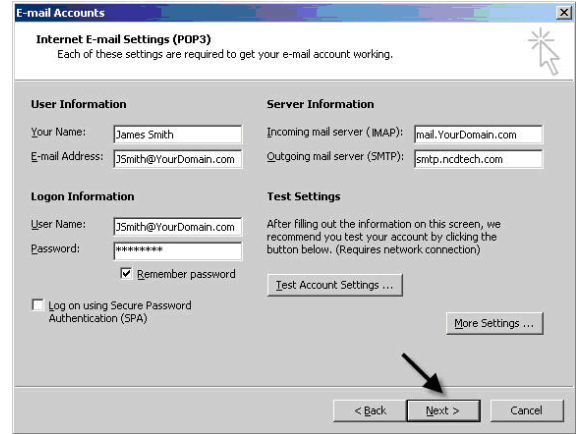 E-mail Accounts
Internet E-mail Settings (POP3)
Each of these settings are required to get your e-mail account working.
User Information
Your Name: James Smith
E-mail Address: JSmith@YourDomain.com
Server Information
Incoming mail server (IMAP): mail.YourDomain.com
Outgoing mail server (SMTP): smtp.ncdtech.com
Logon Information
User Name: JSmith@YourDomain.com
Password: ********
Remember password
Log on using Secure Password
Authentication (SPA)
Test Settings
After filling out the information on this screen, we
recommend you test your account by clicking the
button below. (Requires network connection)
Test Account Settings ...
More Settings ...
< Back
Next >
Cancel